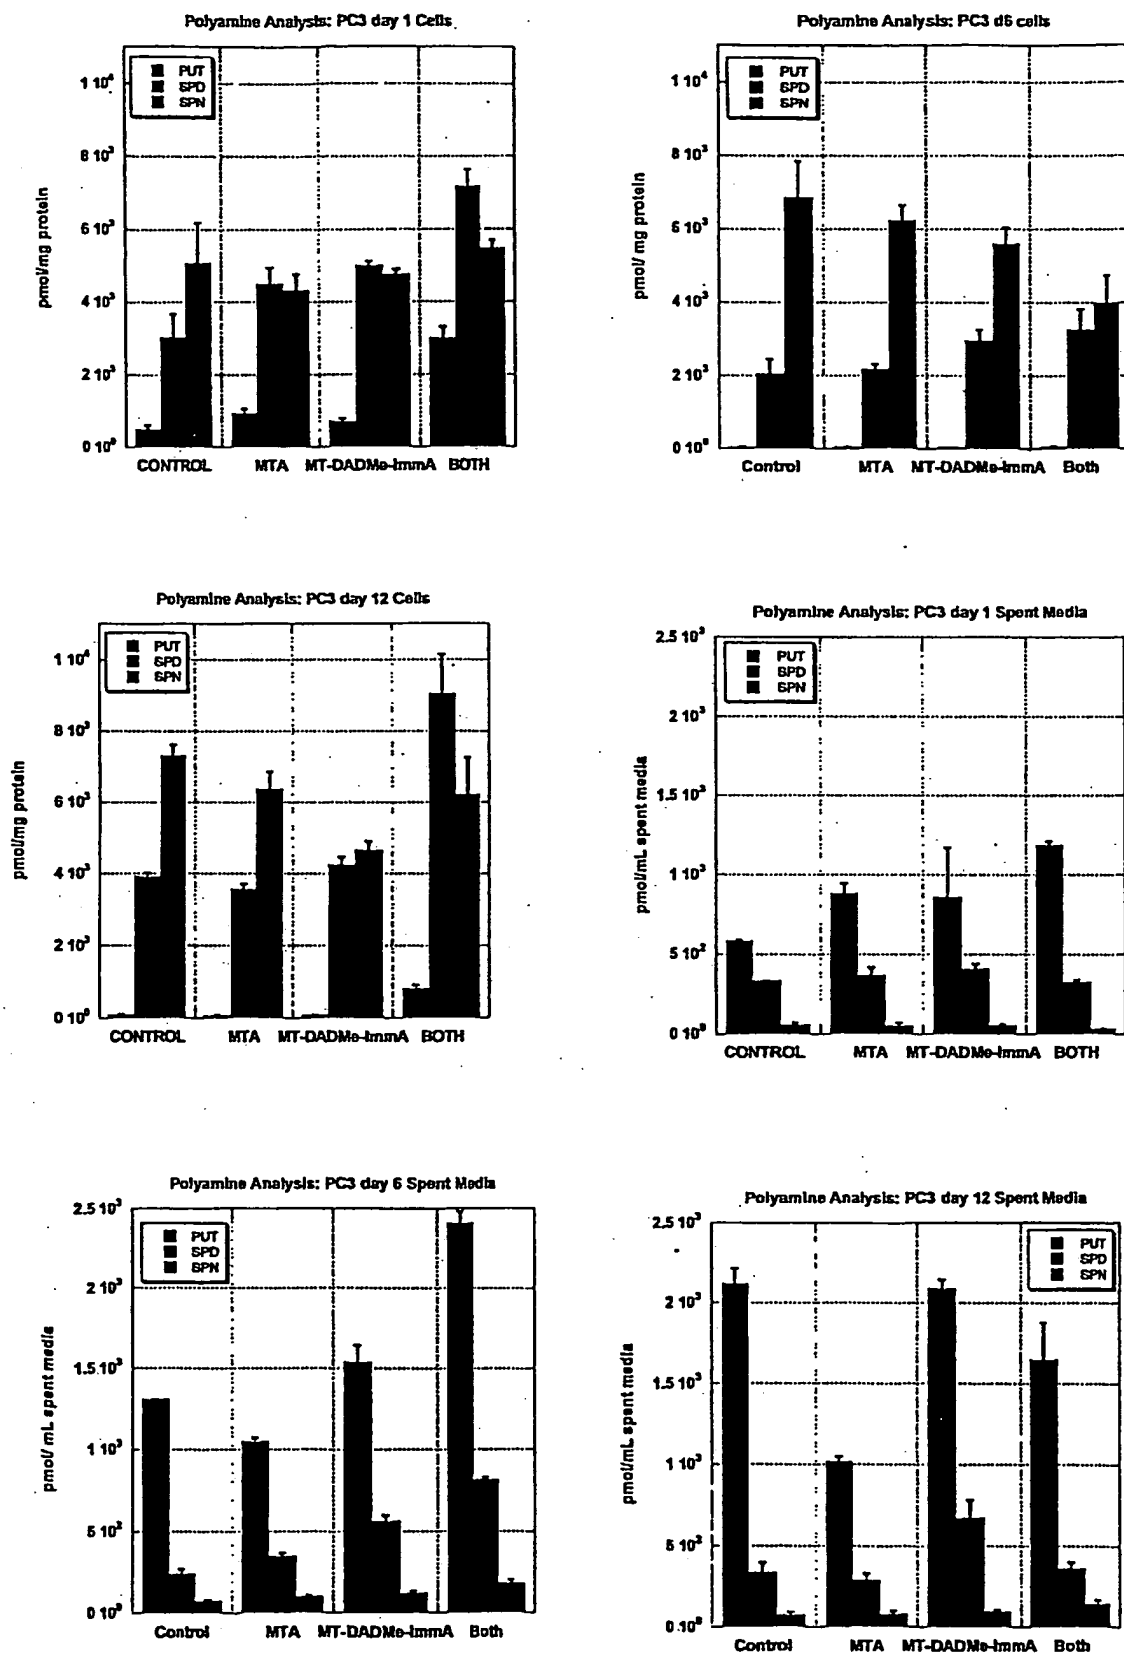 Polyamine Analysis: PC3 day 1 Cells
PUT
SPD
SPN
1 10⁴
8 10³
6 10³
4 10³
2 10³
0 10⁰
pmol/mg protein
CONTROL MTA MT-DADMe-ImmA BOTH
Polyamine Analysis: PC3 d6 cells
PUT
SPD
SPN
1 10⁴
8 10³
6 10³
4 10³
2 10³
0 10⁰
pmol/ mg protein
Control MTA MT-DADMe-ImmA Both
Polyamine Analysis: PC3 day 12 Cells
PUT
SPD
SPN
1 10⁴
8 10³
6 10³
4 10³
2 10³
0 10⁰
pmol/mg protein
CONTROL MTA MT-DADMe-ImmA BOTH
Polyamine Analysis: PC3 day 1 Spent Media
PUT
SPD
SPN
2.5 10³
2 10³
1.5 10³
1 10³
5 10²
0 10⁰
pmol/mL spent media
CONTROL MTA MT-DADMe-ImmA BOTH
Polyamine Analysis: PC3 day 6 Spent Media
PUT
SPD
SPN
2.5 10³
2 10³
1.5 10³
1 10³
5 10²
0 10⁰
pmol/ mL spent media
Control MTA MT-DADMe-ImmA Both
Polyamine Analysis: PC3 day 12 Spent Media
PUT
SPD
SPN
2.5 10³
2 10³
1.5 10³
1 10³
5 10²
0 10⁰
pmol/mL spent media
Control MTA MT-DADMe-ImmA Both